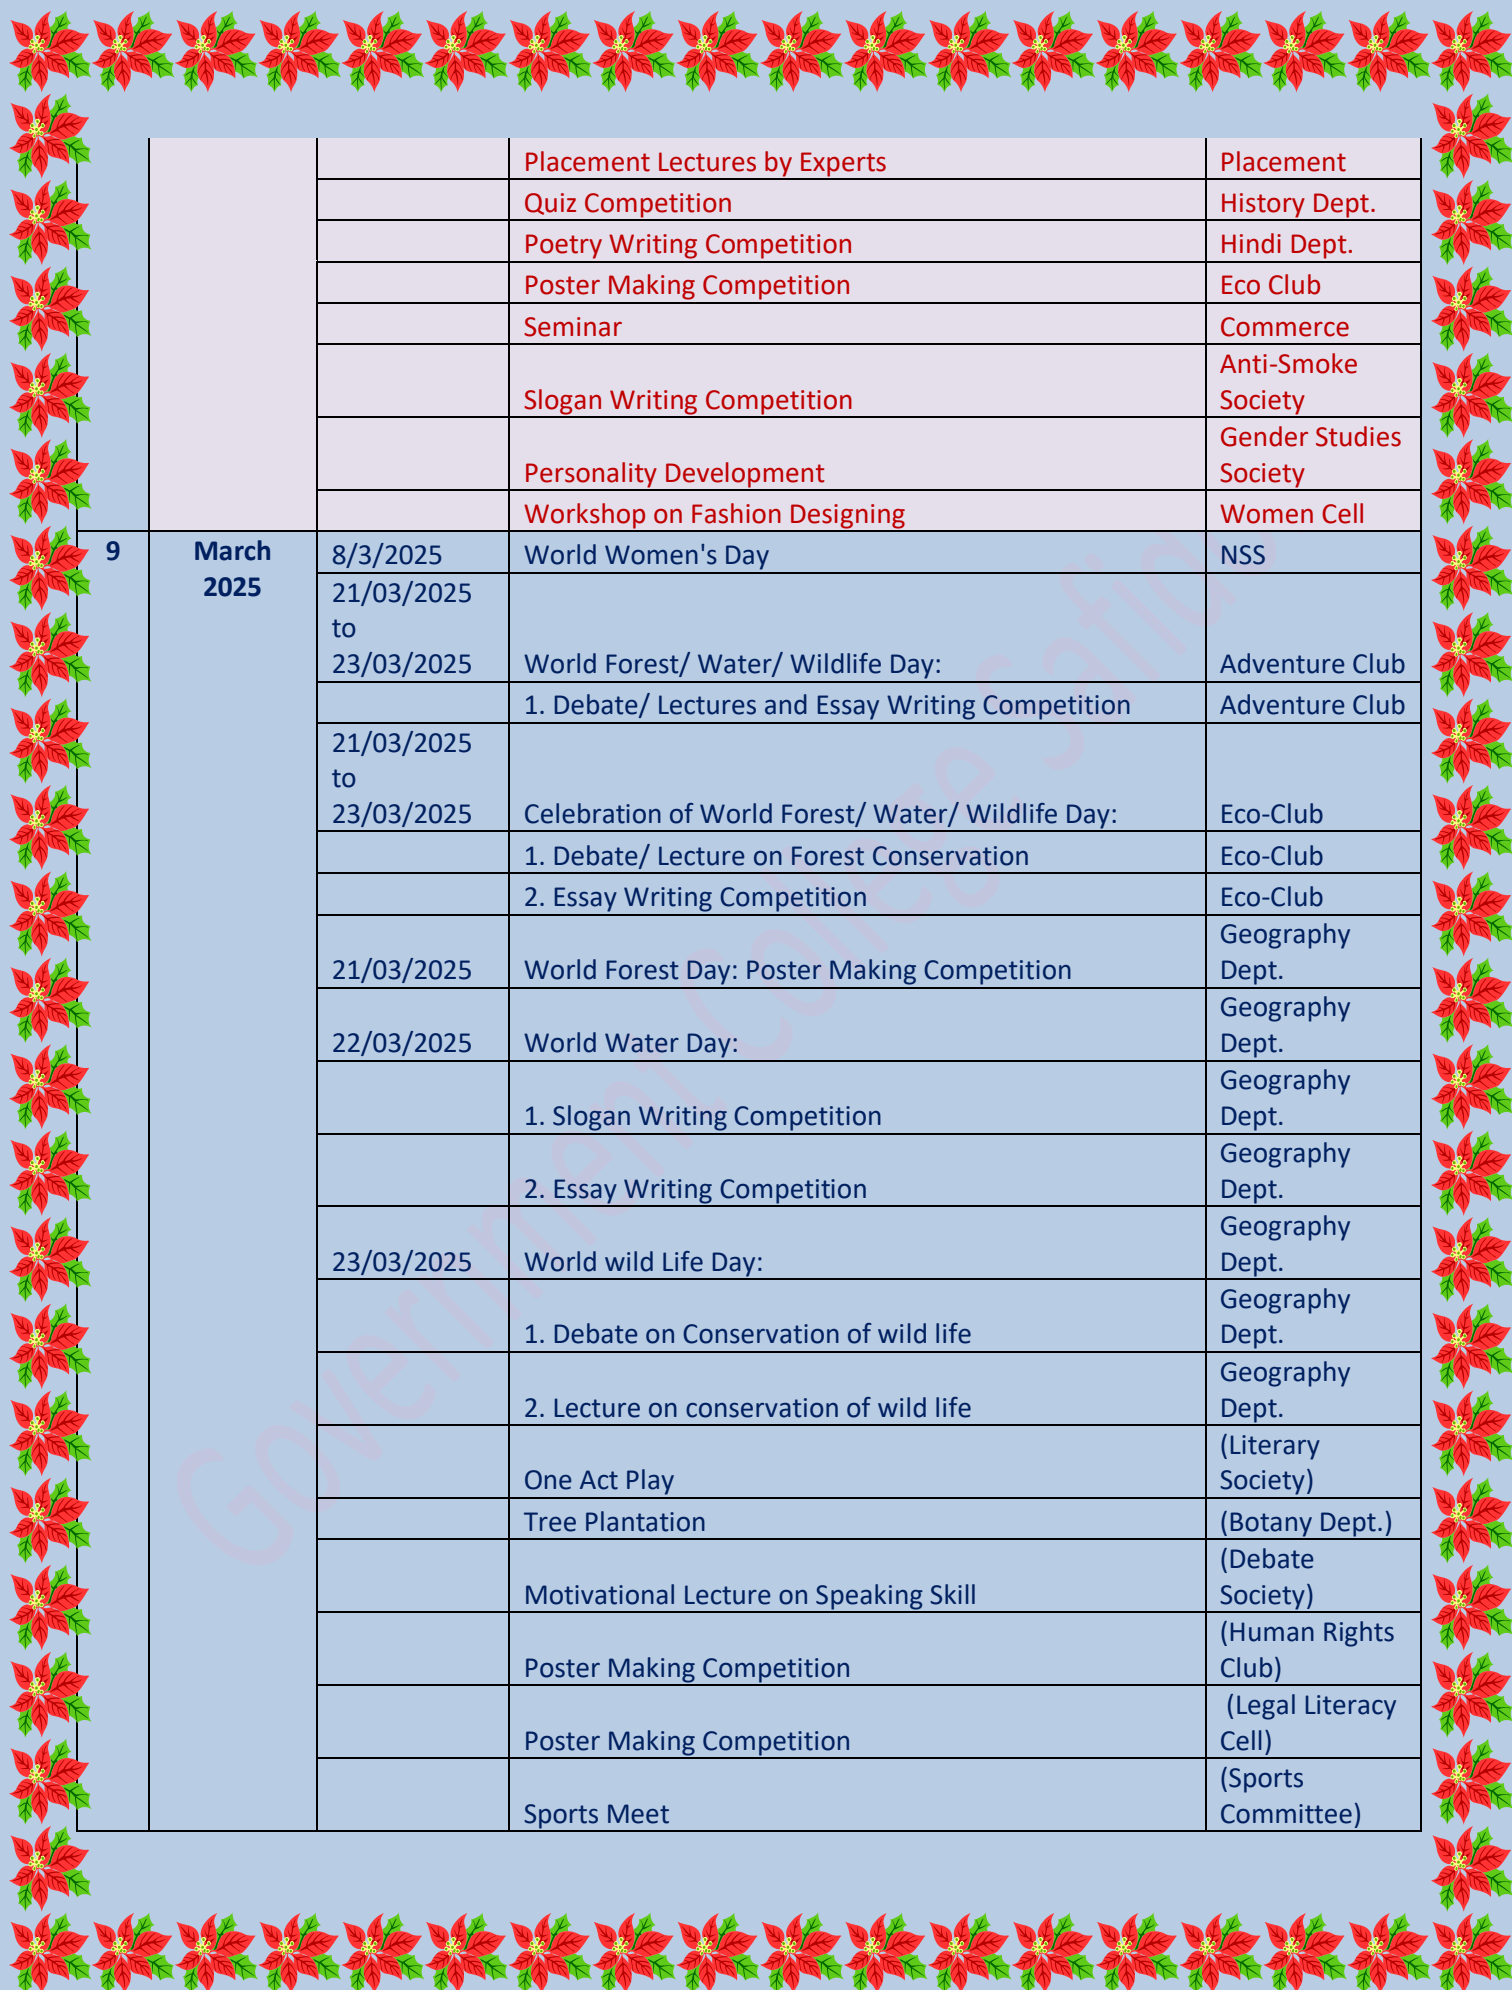 Placement Lectures by Experts Placement
Quiz Competition History Dept.
Poetry Writing Competition Hindi Dept.
Poster Making Competition Eco Club
Seminar Commerce
Anti-Smoke
Slogan Writing Competition Society
Gender Studies
Personality Development Society
Workshop on Fashion Designing Women Cell
9 March 8/3/2025 World Women's Day NSS
2025 21/03/2025
to
23/03/2025 World Forest/ Water/ Wildlife Day: Adventure Club
1. Debate/ Lectures and Essay Writing Competition Adventure Club
21/03/2025
to
23/03/2025 Celebration of World Forest/ Water/ Wildlife Day: Eco-Club
1. Debate/ Lecture on Forest Conservation Eco-Club
2. Essay Writing Competition Eco-Club
Geography
21/03/2025 World Forest Day: Poster Making Competition Dept.
Geography
22/03/2025 World Water Day: Dept.
Geography
1. Slogan Writing Competition Dept.
Geography
2. Essay Writing Competition Dept.
Geography
23/03/2025 World wild Life Day: Dept.
Geography
1. Debate on Conservation of wild life Dept.
Geography
2. Lecture on conservation of wild life Dept.
(Literary
One Act Play Society)
Tree Plantation (Botany Dept.)
(Debate
Motivational Lecture on Speaking Skill Society)
(Human Rights
Poster Making Competition Club)
(Legal Literacy
Poster Making Competition Cell)
(Sports
Sports Meet Committee)
Government College